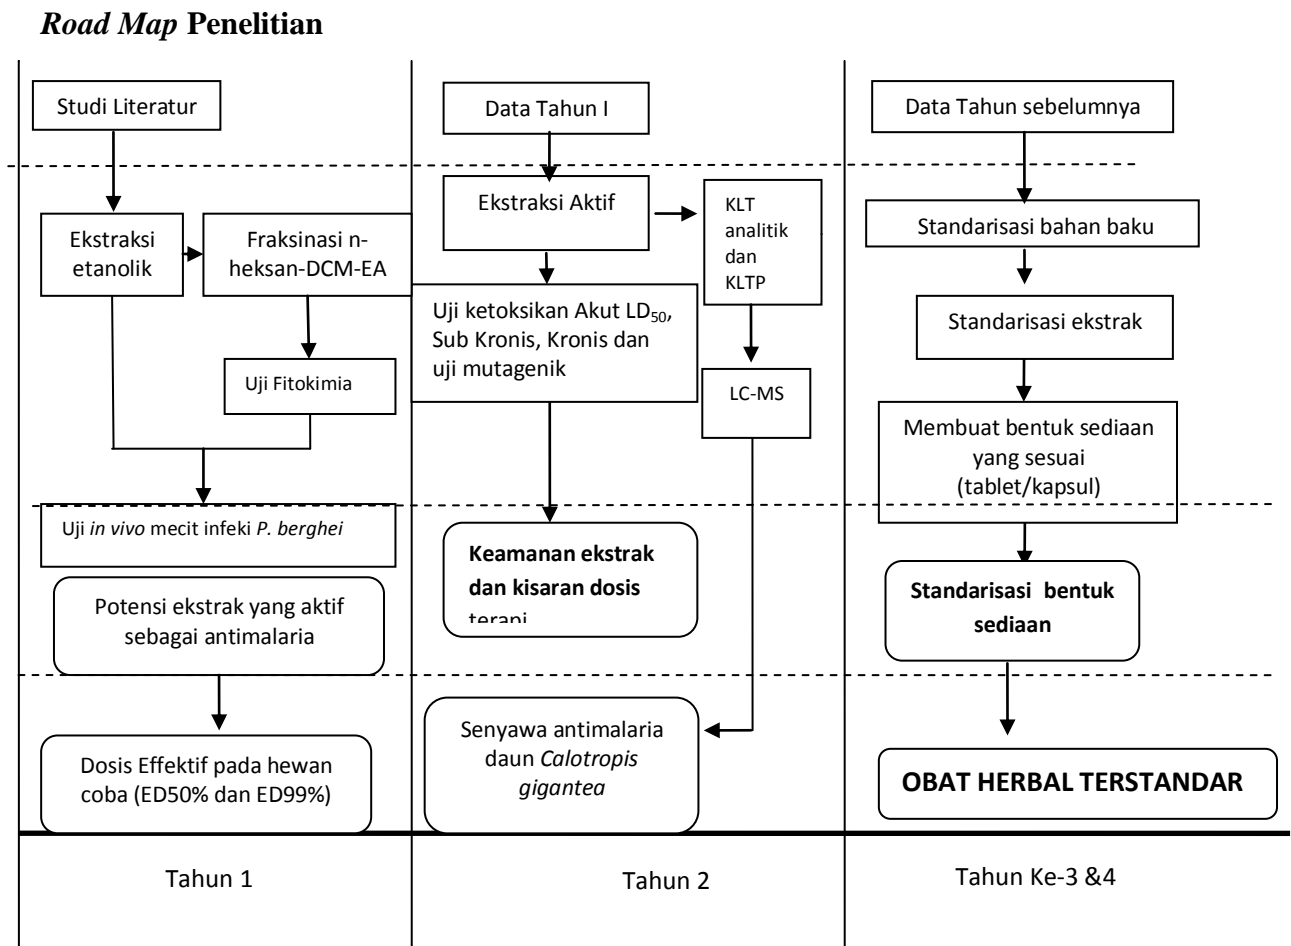 Road Map Penelitian
Studi Literatur
Ekstraksi
etanolik
Fraksinasi n-
heksan-DCM-EA
Uji Fitokimia
Uji in vivo mecit infeki P. berghei
Potensi ekstrak yang aktif
sebagai antimalaria
Dosis Effektif pada hewan
coba (ED50% dan ED99%)
Tahun 1
Data Tahun I
Ekstraksi Aktif
KLT
analitik
dan
KLTP
Uji ketoksikan Akut LD50,
Sub Kronis, Kronis dan
uji mutagenik
LC-MS
Keamanan ekstrak
dan kisaran dosis
terapi
Senyawa antimalaria
daun Calotropis
gigantea
Tahun 2
Data Tahun sebelumnya
Standarisasi bahan baku
Standarisasi ekstrak
Membuat bentuk sediaan
yang sesuai
(tablet/kapsul)
Standarisasi bentuk
sediaan
OBAT HERBAL TERSTANDAR
Tahun Ke-3 &4